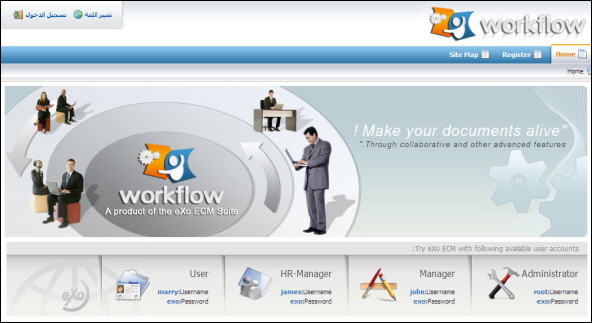 تغيير اللغة
تسجيل الدخول
workflow
Home
Register
Site Map
Home
! Make your documents alive"
" Through collaborative and other advanced features
workflow
A product of the eXo ECM Suite
:Try eXo ECM with following available user accounts
Administrator
root:Username
exo:Password
Manager
john:Username
exo:Password
HR-Manager
james:Username
exo:Password
User
marry:Username
exo:Password
eXo